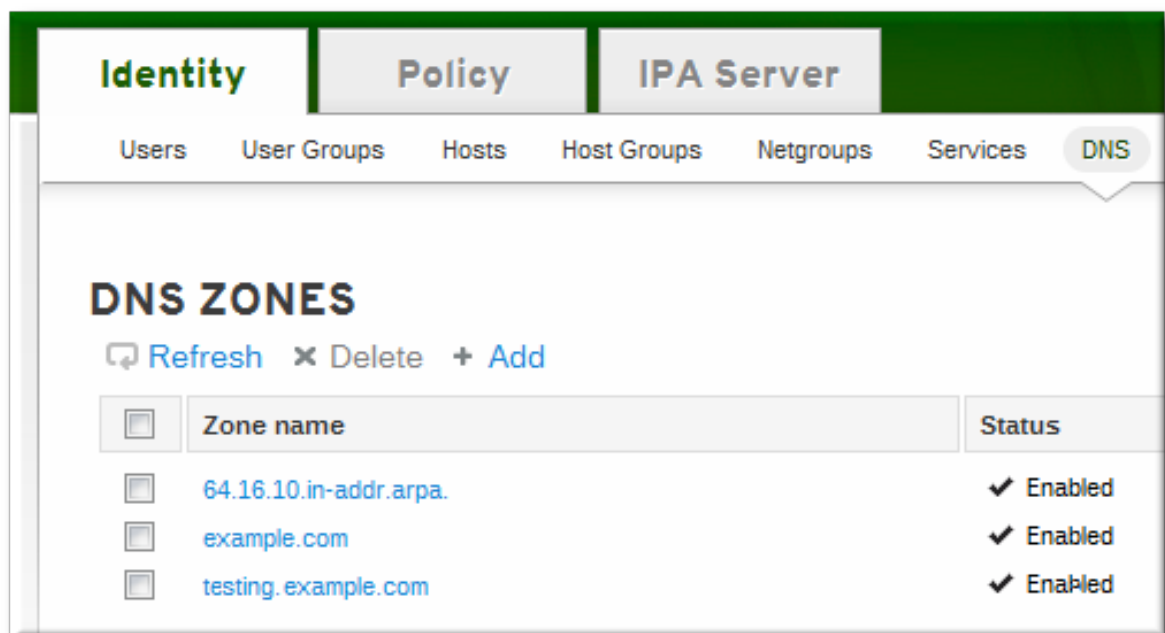 Identity Policy IPA Server
Users User Groups Hosts Host Groups Netgroups Services DNS
DNS ZONES
Refresh Delete + Add
Zone name Status
64.16.10.in-addr.arpa. Enabled
example.com Enabled
testing.example.com Enabled